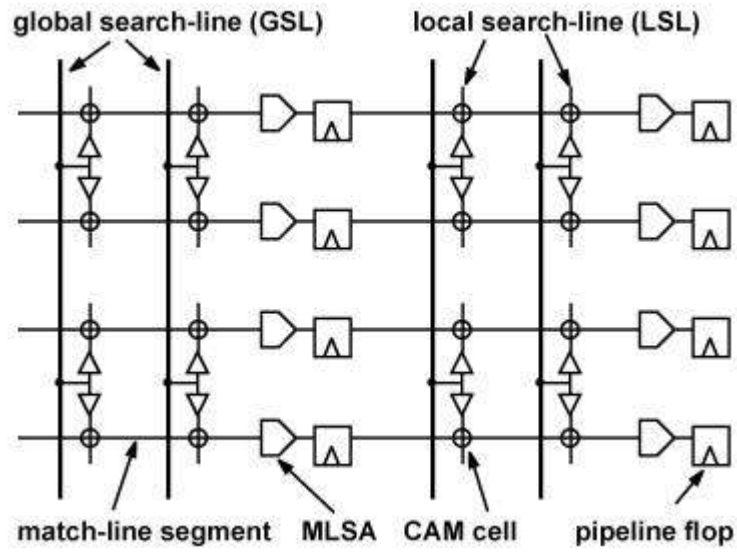 global search-line (GSL) local search-line (LSL)
match-line segment MLSA CAM cell pipeline flop